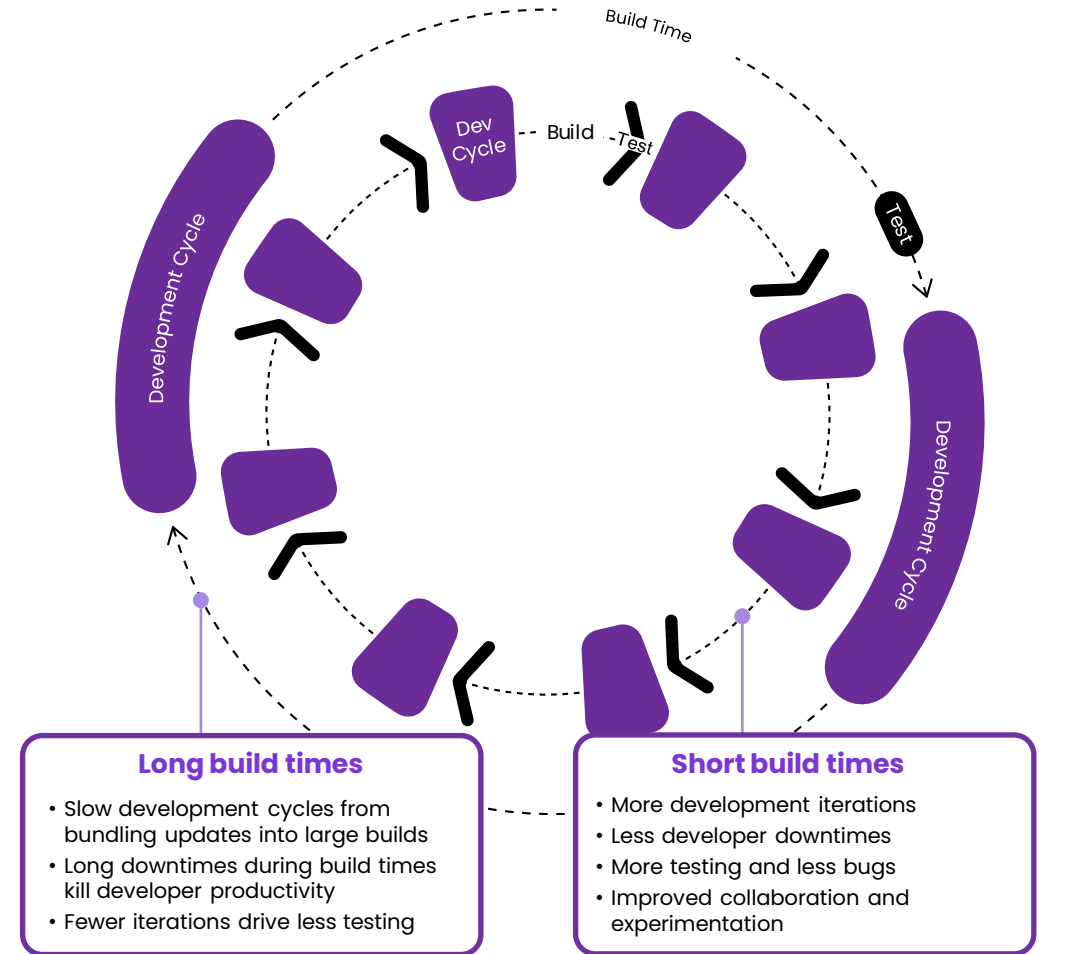 Build Time
Dev
Cycle
Build
Test
Test
Development Cycle
Development Cycle
Long build times
• Slow development cycles from
bundling updates into large builds
• Long downtimes during build times
kill developer productivity
• Fewer iterations drive less testing
Short build times
• More development iterations
• Less developer downtimes
• More testing and less bugs
• Improved collaboration and
experimentation